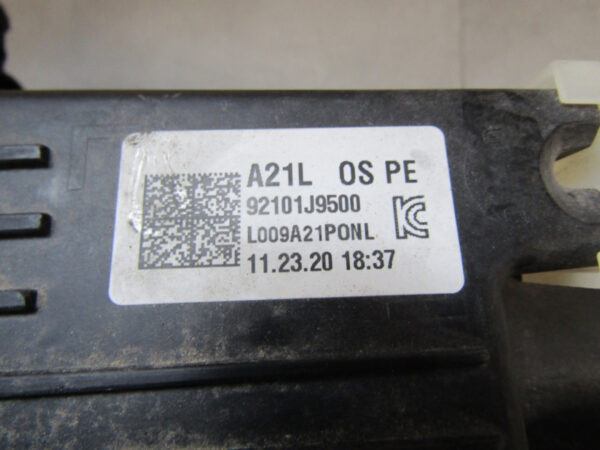 A21L OS PE
92101J9500
L009A21PONL
11.23.20 18:37